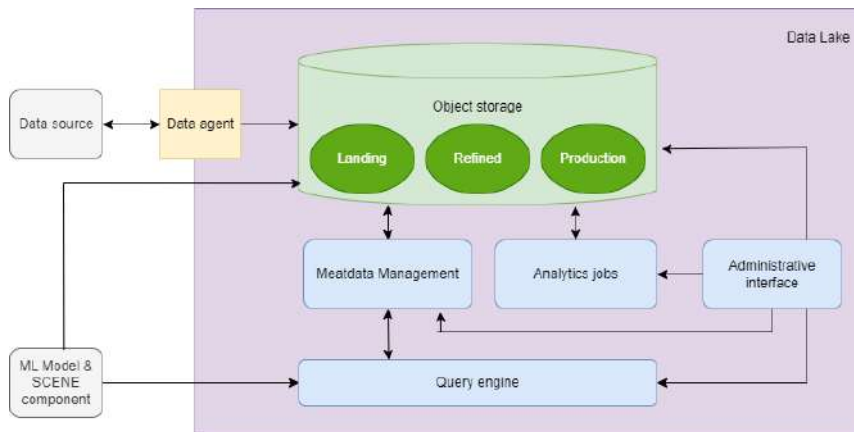 Data Lake
Object storage
Data source
Data agent
Landing
Refined
Production
Meatdata Management
Analytics jobs
Administrative
interface
ML Model &
SCENE
component
Query engine